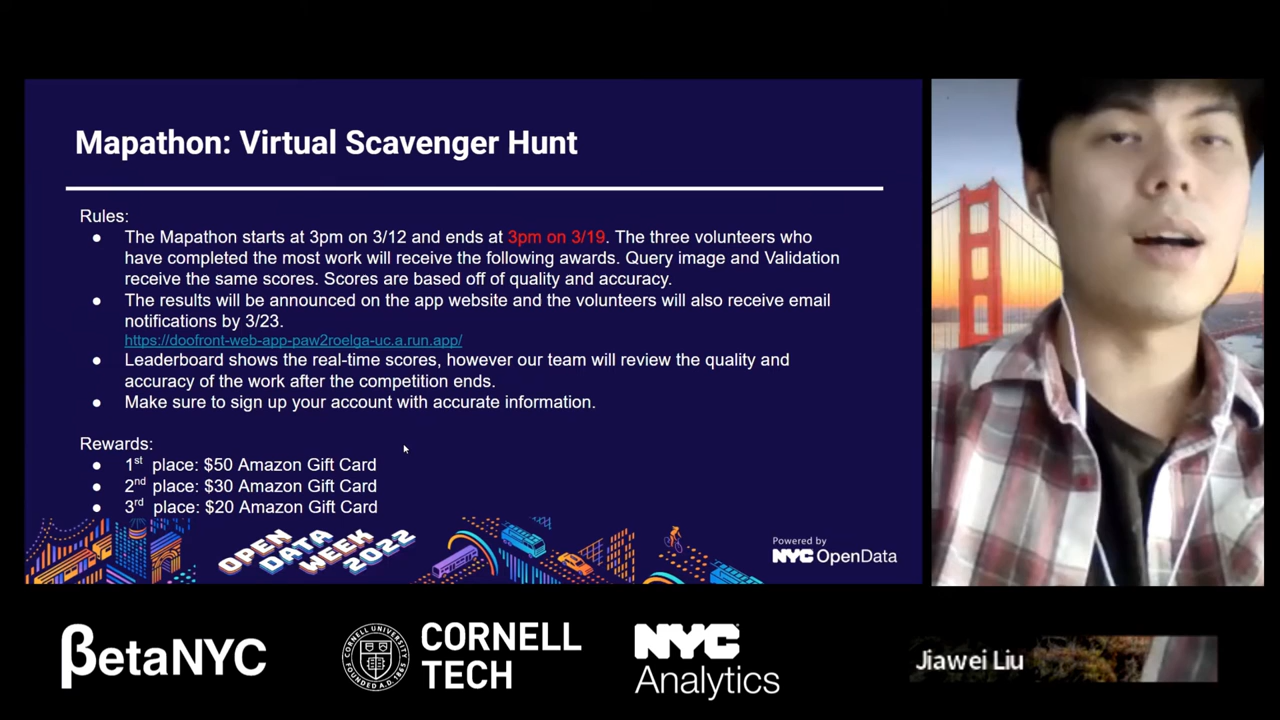 Mapathon: Virtual Scavenger Hunt
Rules:
● The Mapathon starts at 3pm on 3/12 and ends at 3pm on 3/19. The three volunteers who
have completed the most work will receive the following awards. Query image and Validation
receive the same scores. Scores are based off of quality and accuracy.
● The results will be announced on the app website and the volunteers will also receive email
notifications by 3/23.
https://doofront-web-app-paw2roelga-uc.a.run.app/
● Leaderboard shows the real-time scores, however our team will review the quality and
accuracy of the work after the competition ends.
● Make sure to sign up your account with accurate information.
Rewards:
● 1st place: $50 Amazon Gift Card
● 2nd place: $30 Amazon Gift Card
● 3rd place: $20 Amazon Gift Card
OPEN
DATA
WEEK
2022
Powered by
NYC OpenData
βetaNYC
CORNELL
TECH
NYC
Analytics
Jiawei Liu